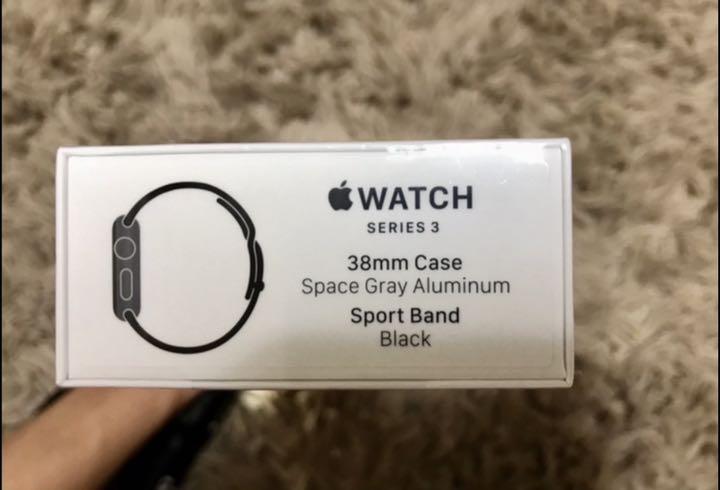 WATCH
SERIES 3
38mm Case
Space Gray Aluminum
Sport Band
Black